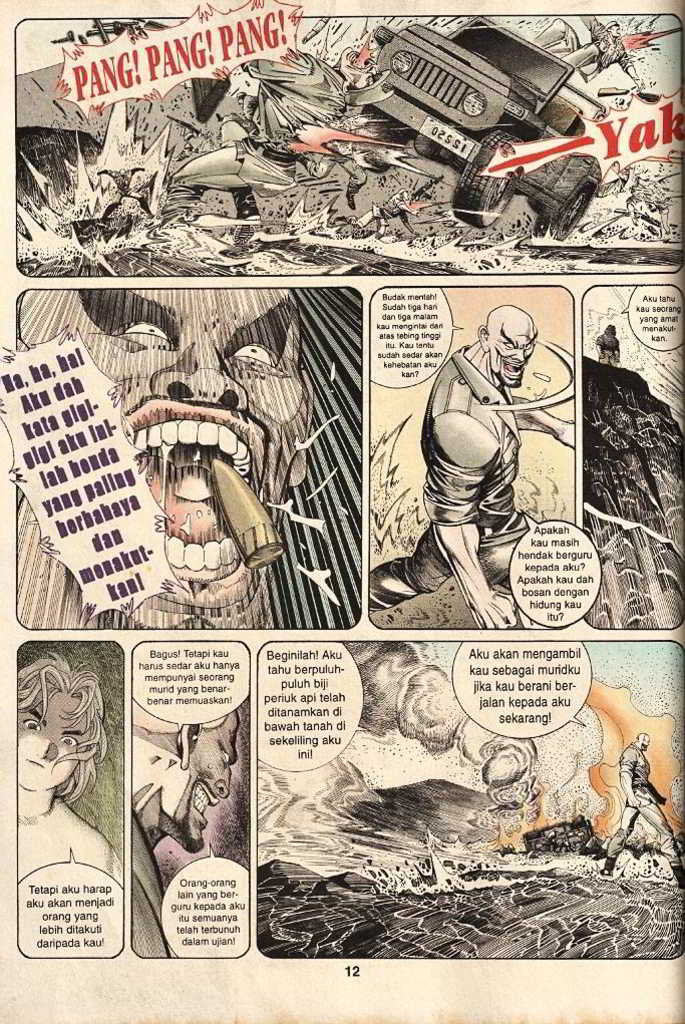 PANG! PANG! PANG!
Yak
OSSSI
Ha, ha, ha!
Aku dah
kata gigi-
gigi aku ini-
lah benda
yang paling
berbahaya
dan
menakut-
kan!
Budak mentah!
Sudah tiga hari
dan tiga malam
kau mengintai dari
atas tebing tinggi
itu. Kau tentu
sudah sedar akan
kehebatan aku
kan?
Apakah
kau masih
hendak berguru
kepada aku?
Apakah kau dah
bosan dengan
hidung kau
itu?
Aku tahu
kau seorang
yang amat
menakut-
kan.
Tetapi aku harap
aku akan menjadi
orang yang
lebih ditakuti
daripada kau!
Bagus! Tetapi kau
harus sedar aku hanya
mempunyai seorang
murid yang benar-
benar memuaskan!
Orang-orang
lain yang ber-
guru kepada aku
itu semuanya
telah terbunuh
dalam ujian!
Beginilah! Aku
tahu berpuluh-
puluh biji
periuk api telah
ditanamkan di
bawah tanah di
sekeliling aku
ini!
Aku akan mengambil
kau sebagai muridku
jika kau berani ber-
jalan kepada aku
sekarang!
12